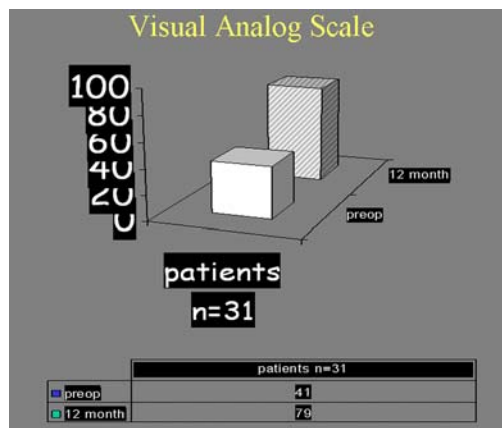 Visual Analog Scale
100
80
60
40
20
0
12 month
preop
patients
n=31
patients n=31
preop 41
12 month 79